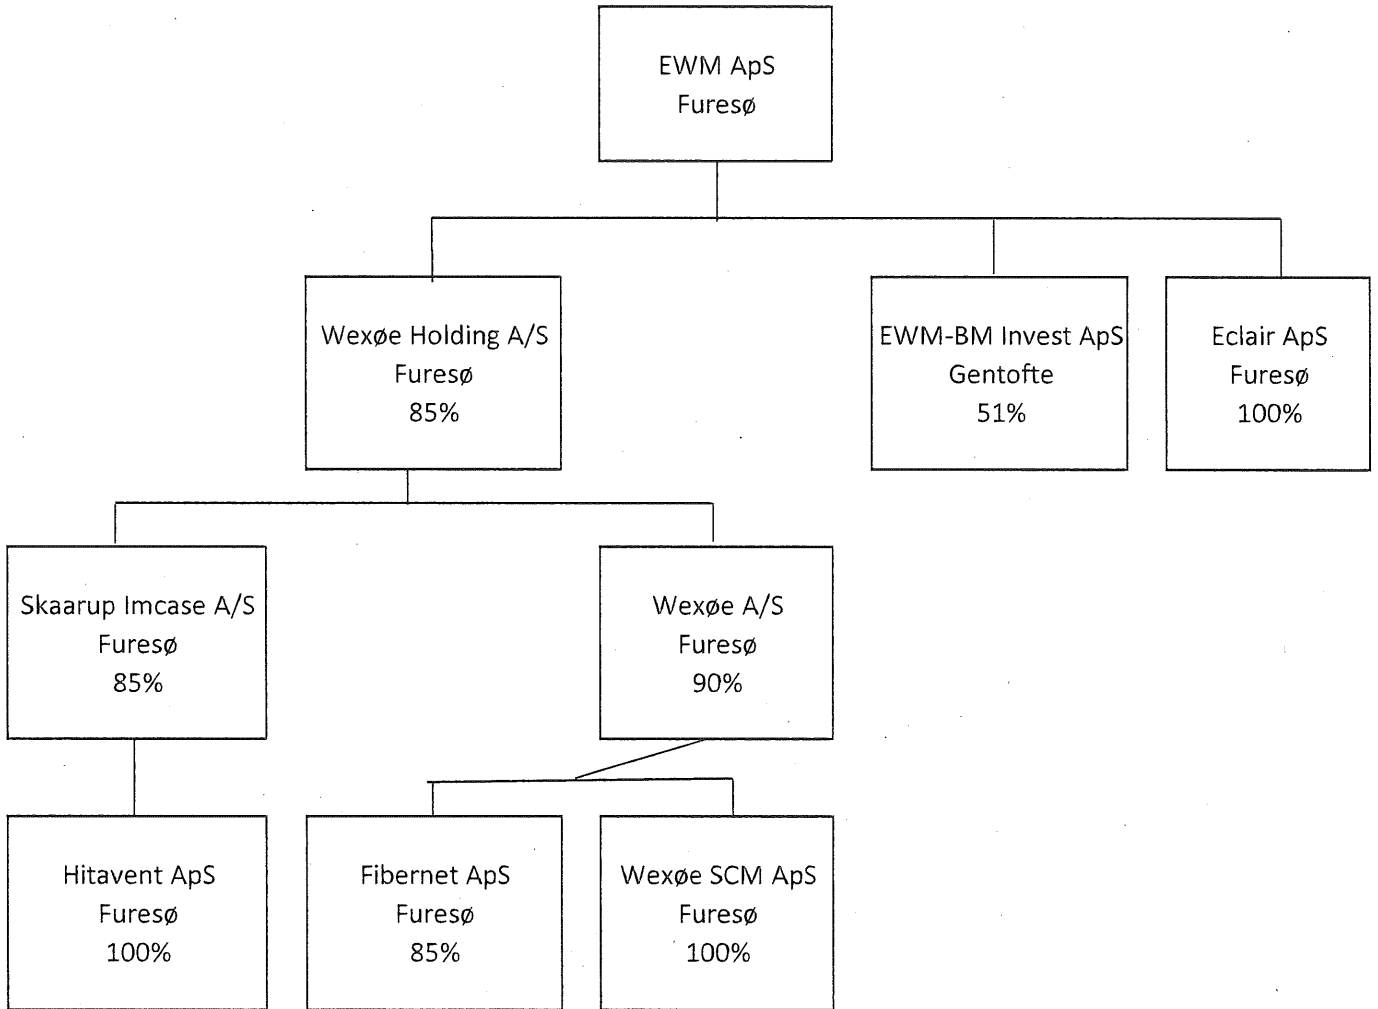 EWM ApS
Furesø
Wexøe Holding A/S
Furesø
85%
EWM-BM Invest ApS
Gentofte
51%
Eclair ApS
Furesø
100%
Skaarup Imcase A/S
Furesø
85%
Wexøe A/S
Furesø
90%
Hitavent ApS
Furesø
100%
Fibernet ApS
Furesø
85%
Wexøe SCM ApS
Furesø
100%